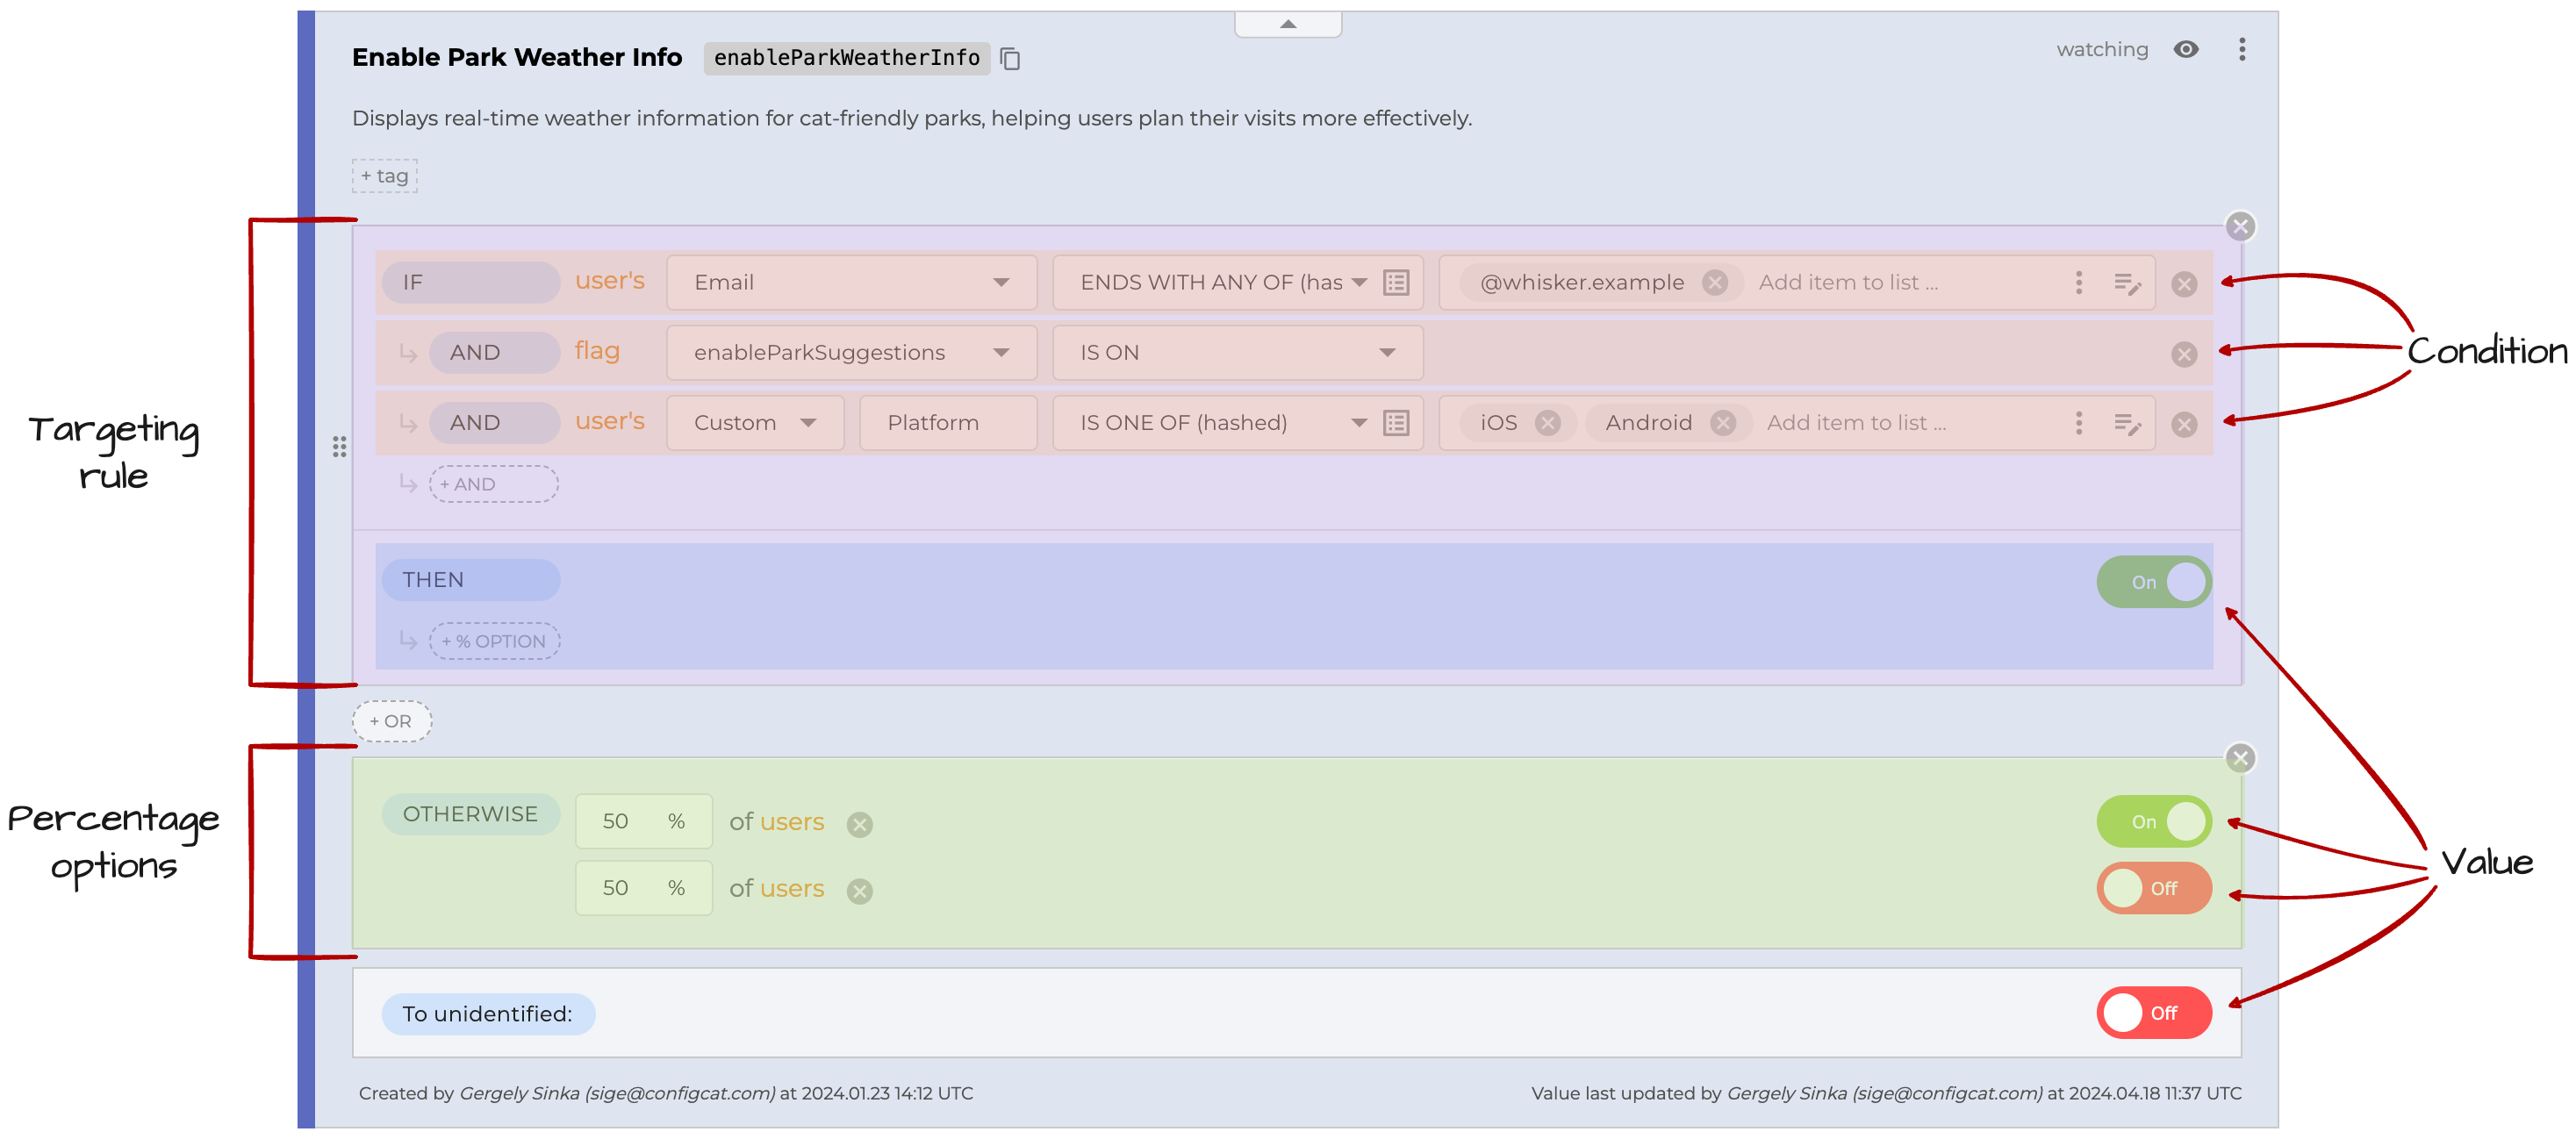 Enable Park Weather Info enableParkWeatherInfo watching
Displays real-time weather information for cat-friendly parks, helping users plan their visits more effectively.
+ tag
IF user's Email ENDS WITH ANY OF (has @whisker.example Add item to list ...
AND flag enableParkSuggestions IS ON
AND user's Custom Platform IS ONE OF (hashed) iOS Android Add item to list ...
+ AND
Condition
Targeting
rule
THEN On
+ % OPTION
+ OR
OTHERWISE 50 % of users On
50 % of users Off
Percentage
options
Value
To unidentified: Off
Created by Gergely Sinka (sige@configcat.com) at 2024.01.23 14:12 UTC
Value last updated by Gergely Sinka (sige@configcat.com) at 2024.04.18 11:37 UTC